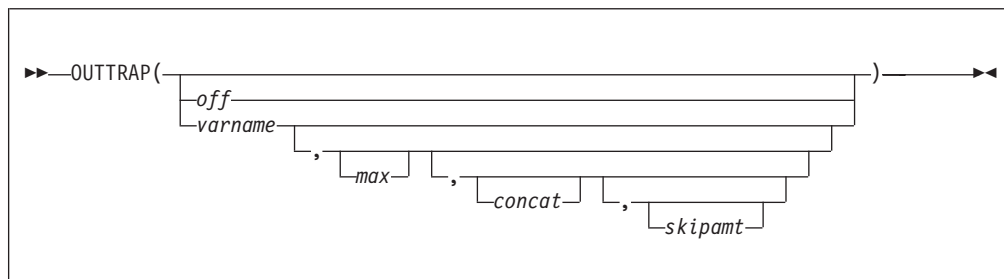 ►►—OUTTRAP( )—►◄
off
varname
, max
, concat
, skipamt